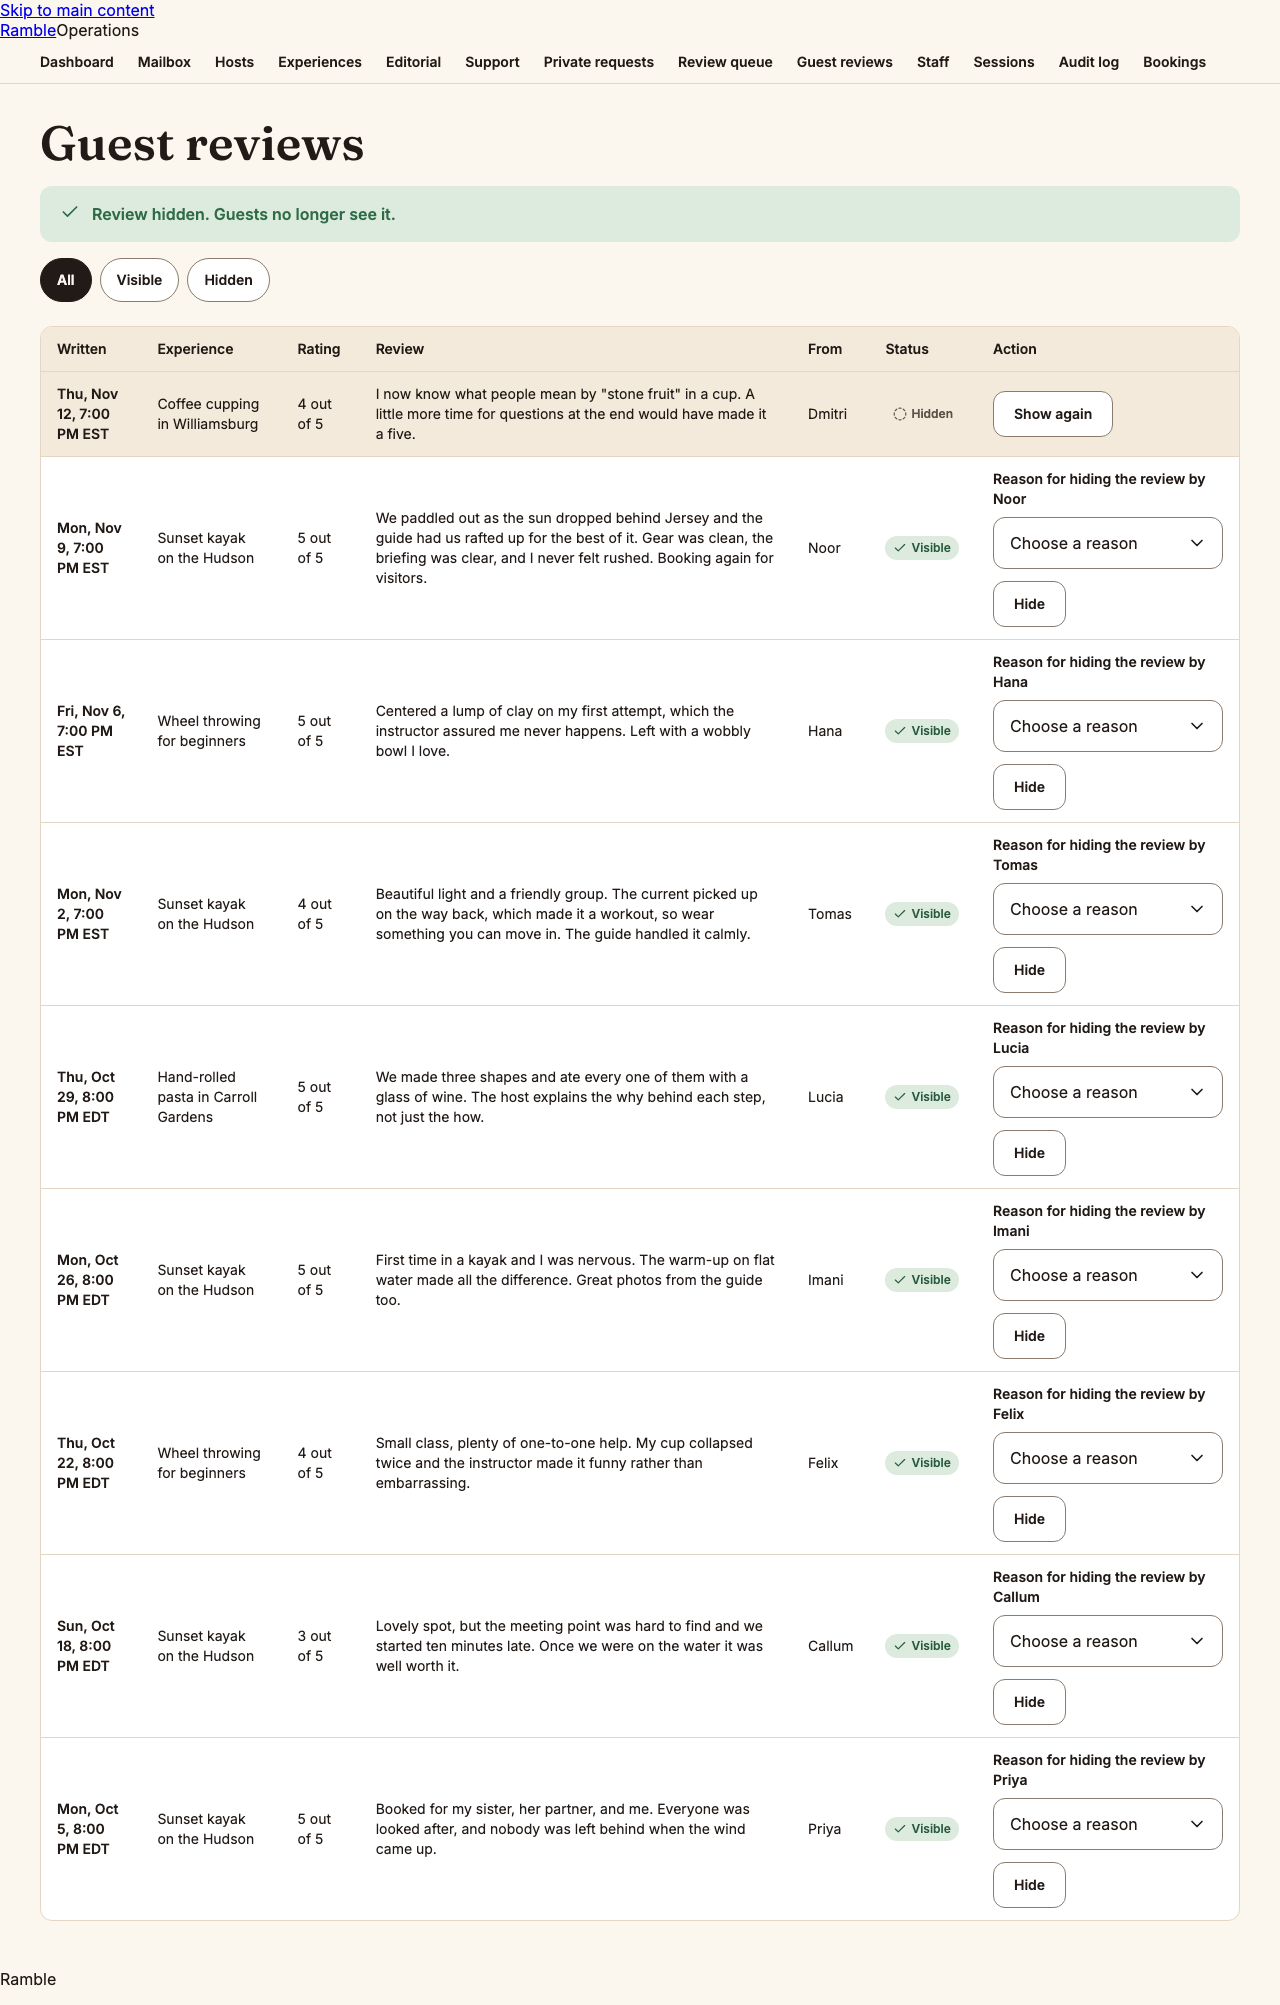 Skip to main content
RambleOperations
Dashboard Mailbox Hosts Experiences Editorial Support Private requests Review queue Guest reviews Staff Sessions Audit log Bookings
Guest reviews
Review hidden. Guests no longer see it.
All Visible Hidden
Written Experience Rating Review From Status Action
Thu, Nov
12, 7:00
PM EST
Coffee cupping
in Williamsburg
4 out
of 5
I now know what people mean by "stone fruit" in a cup. A
little more time for questions at the end would have made it
a five.
Dmitri
Hidden
Show again
Mon, Nov
9, 7:00
PM EST
Sunset kayak
on the Hudson
5 out
of 5
We paddled out as the sun dropped behind Jersey and the
guide had us rafted up for the best of it. Gear was clean, the
briefing was clear, and I never felt rushed. Booking again for
visitors.
Noor
Visible
Reason for hiding the review by
Noor
Choose a reason
Hide
Fri, Nov 6,
7:00 PM
EST
Wheel throwing
for beginners
5 out
of 5
Centered a lump of clay on my first attempt, which the
instructor assured me never happens. Left with a wobbly
bowl I love.
Hana
Visible
Reason for hiding the review by
Hana
Choose a reason
Hide
Mon, Nov
2, 7:00
PM EST
Sunset kayak
on the Hudson
4 out
of 5
Beautiful light and a friendly group. The current picked up
on the way back, which made it a workout, so wear
something you can move in. The guide handled it calmly.
Tomas
Visible
Reason for hiding the review by
Tomas
Choose a reason
Hide
Thu, Oct
29, 8:00
PM EDT
Hand-rolled
pasta in Carroll
Gardens
5 out
of 5
We made three shapes and ate every one of them with a
glass of wine. The host explains the why behind each step,
not just the how.
Lucia
Visible
Reason for hiding the review by
Lucia
Choose a reason
Hide
Mon, Oct
26, 8:00
PM EDT
Sunset kayak
on the Hudson
5 out
of 5
First time in a kayak and I was nervous. The warm-up on flat
water made all the difference. Great photos from the guide
too.
Imani
Visible
Reason for hiding the review by
Imani
Choose a reason
Hide
Thu, Oct
22, 8:00
PM EDT
Wheel throwing
for beginners
4 out
of 5
Small class, plenty of one-to-one help. My cup collapsed
twice and the instructor made it funny rather than
embarrassing.
Felix
Visible
Reason for hiding the review by
Felix
Choose a reason
Hide
Sun, Oct
18, 8:00
PM EDT
Sunset kayak
on the Hudson
3 out
of 5
Lovely spot, but the meeting point was hard to find and we
started ten minutes late. Once we were on the water it was
well worth it.
Callum
Visible
Reason for hiding the review by
Callum
Choose a reason
Hide
Mon, Oct
5, 8:00
PM EDT
Sunset kayak
on the Hudson
5 out
of 5
Booked for my sister, her partner, and me. Everyone was
looked after, and nobody was left behind when the wind
came up.
Priya
Visible
Reason for hiding the review by
Priya
Choose a reason
Hide
Ramble